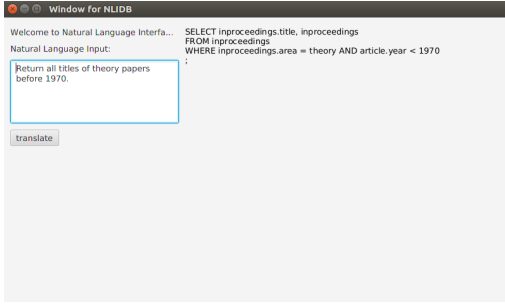 Window for NLIDB
Welcome to Natural Language Interfa...
Natural Language Input:
Return all titles of theory papers
before 1970.
translate
SELECT inproceedings.title, inproceedings
FROM inproceedings
WHERE inproceedings.area = theory AND article.year < 1970
;